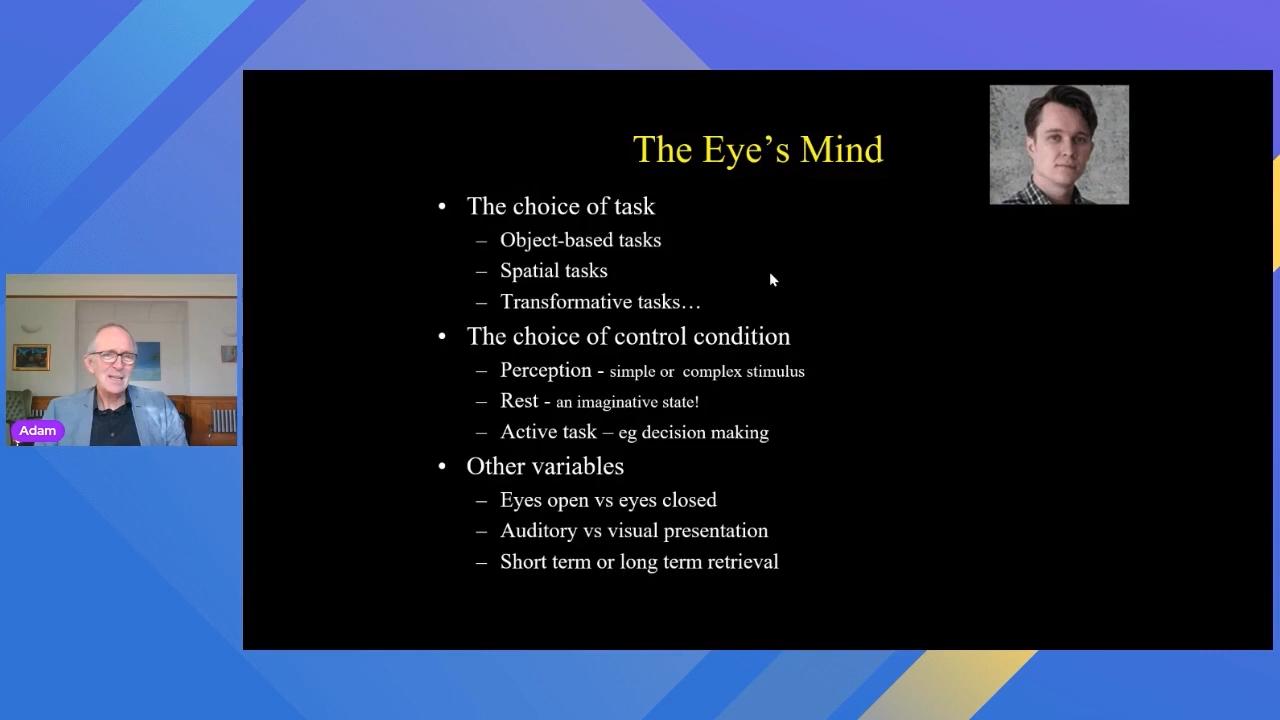 The Eye’s Mind
• The choice of task
– Object-based tasks
– Spatial tasks
– Transformative tasks…
• The choice of control condition
– Perception - simple or complex stimulus
– Rest - an imaginative state!
– Active task – eg decision making
• Other variables
– Eyes open vs eyes closed
– Auditory vs visual presentation
– Short term or long term retrieval
Adam